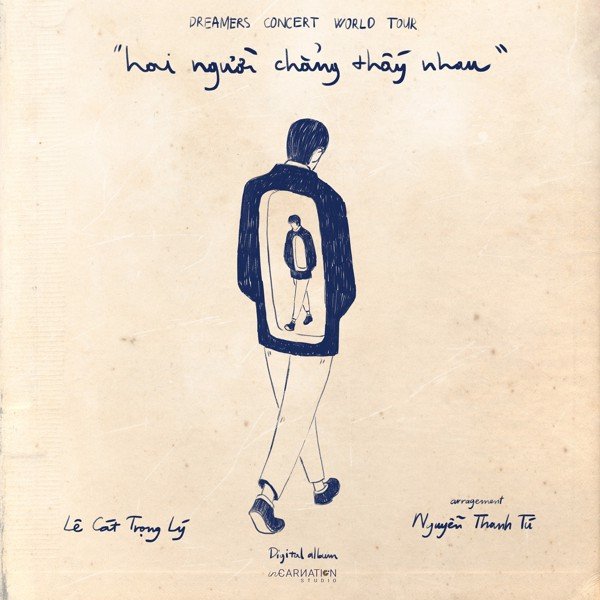 DREAMERS CONCERT WORLD TOUR
"hai người chẳng thấy nhau"
Lê Cát Trọng Lý
arragement
Nguyễn Thanh Tú
Digital album
inCARNATION
STUDIO